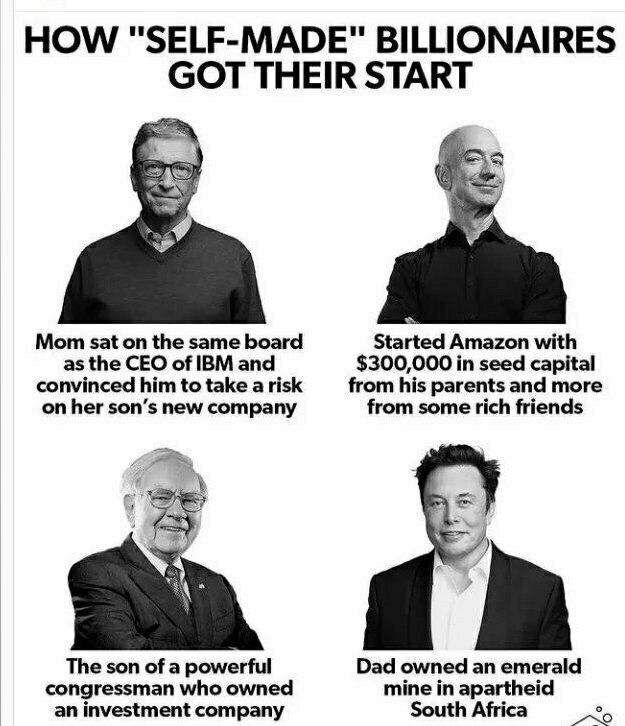 HOW "SELF-MADE" BILLIONAIRES
GOT THEIR START
Mom sat on the same board
as the CEO of IBM and
convinced him to take a risk
on her son's new company
Started Amazon with
$300,000 in seed capital
from his parents and more
from some rich friends
The son of a powerful
congressman who owned
an investment company
Dad owned an emerald
mine in apartheid
South Africa